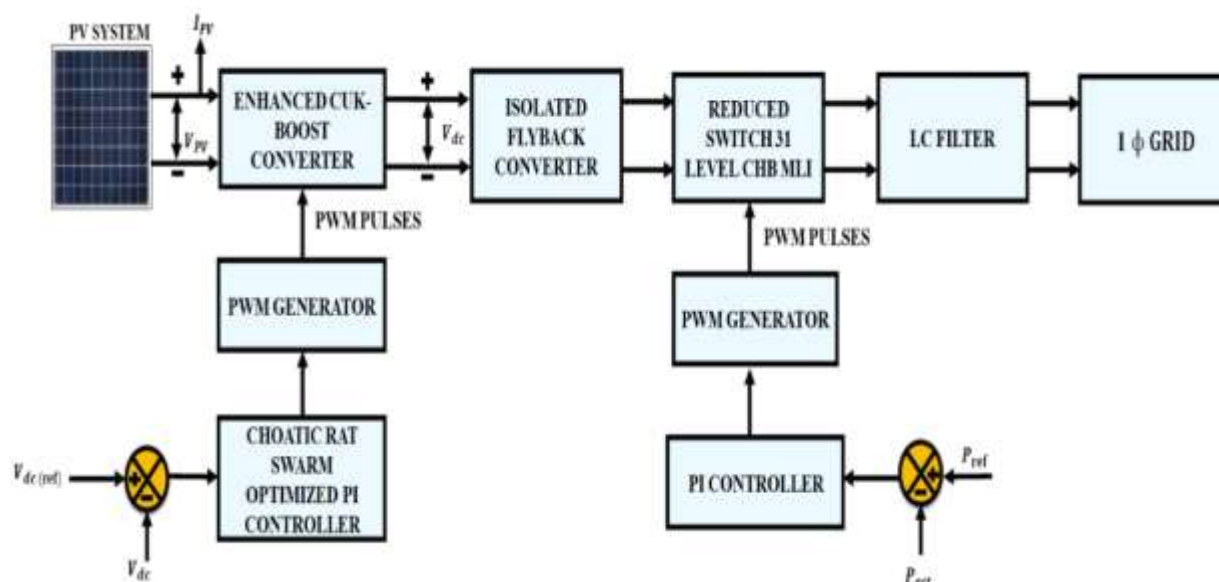 PV SYSTEM
I_PV
+
V_PV
-
ENHANCED CUK-
BOOST
CONVERTER
+
V_dc
-
ISOLATED
FLYBACK
CONVERTER
REDUCED
SWITCH 31
LEVEL CHB MLI
LC FILTER
1 ϕ GRID
PWM PULSES
PWM PULSES
PWM GENERATOR
PWM GENERATOR
CHOATIC RAT
SWARM
OPTIMIZED PI
CONTROLLER
V_dc (ref)
+
-
V_dc
PI CONTROLLER
+
-
P_ref